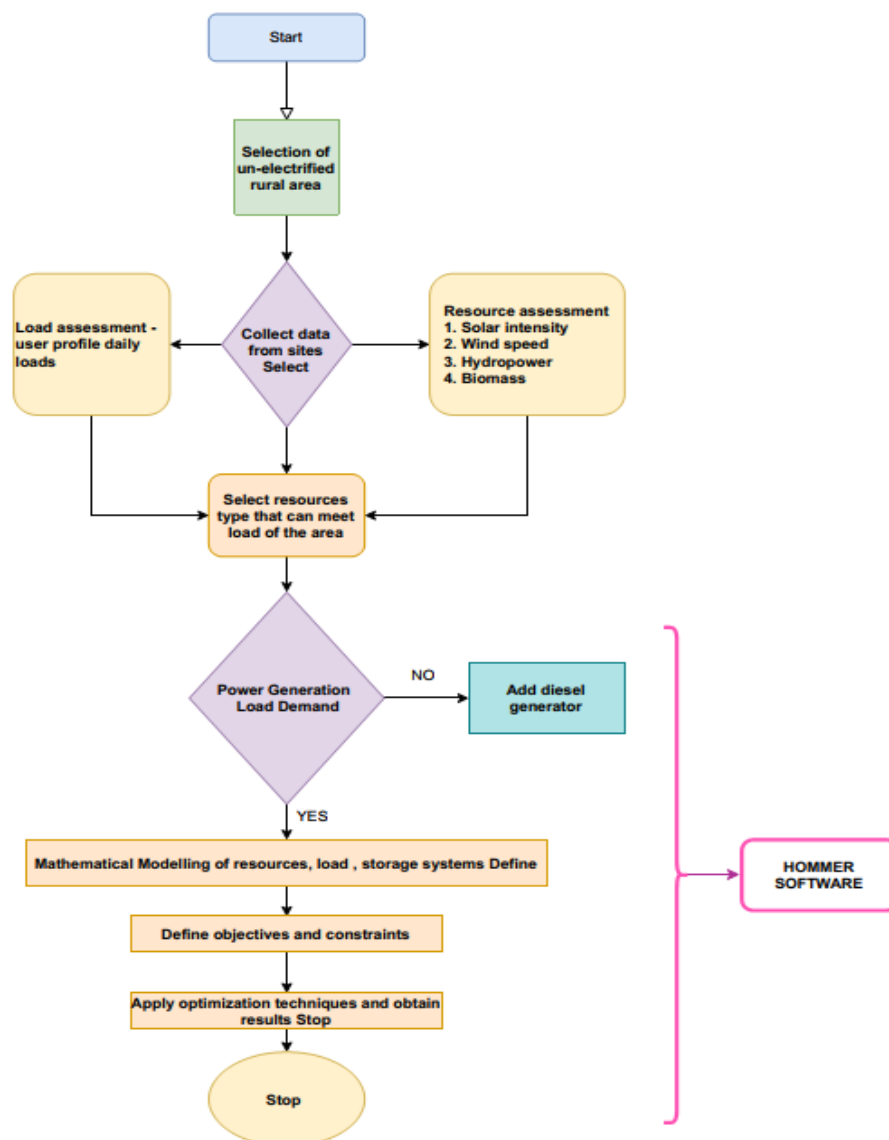 Start
Selection of
un-electrified
rural area
Load assessment -
user profile daily
loads
Collect data
from sites
Select
Resource assessment
1. Solar intensity
2. Wind speed
3. Hydropower
4. Biomass
Select resources
type that can meet
load of the area
Power Generation
Load Demand
NO
Add diesel
generator
YES
Mathematical Modelling of resources, load , storage systems Define
Define objectives and constraints
Apply optimization techniques and obtain
results Stop
Stop
HOMMER
SOFTWARE